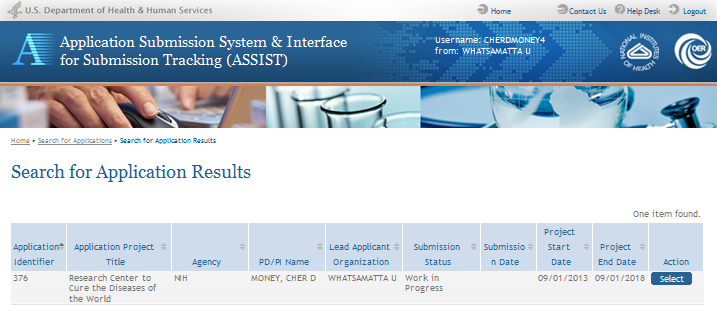 U.S. Department of Health & Human Services
Home
Contact Us
Help Desk
Logout
Application Submission System & Interface
for Submission Tracking (ASSIST)
Username: CHERDMONEY4
from: WHATSAMATTA U
NATIONAL INSTITUTES
OF HEALTH
OER
Home • Search for Applications • Search for Application Results
Search for Application Results
One item found.
Application
Identifier
Application Project
Title
Agency
PD/PI Name
Lead Applicant
Organization
Submission
Status
Submissio
n Date
Project
Start
Date
Project
End Date
Action
376
Research Center to
Cure the Diseases of
the World
NIH
MONEY, CHER D
WHATSAMATTA U
Work in
Progress
09/01/2013
09/01/2018
Select